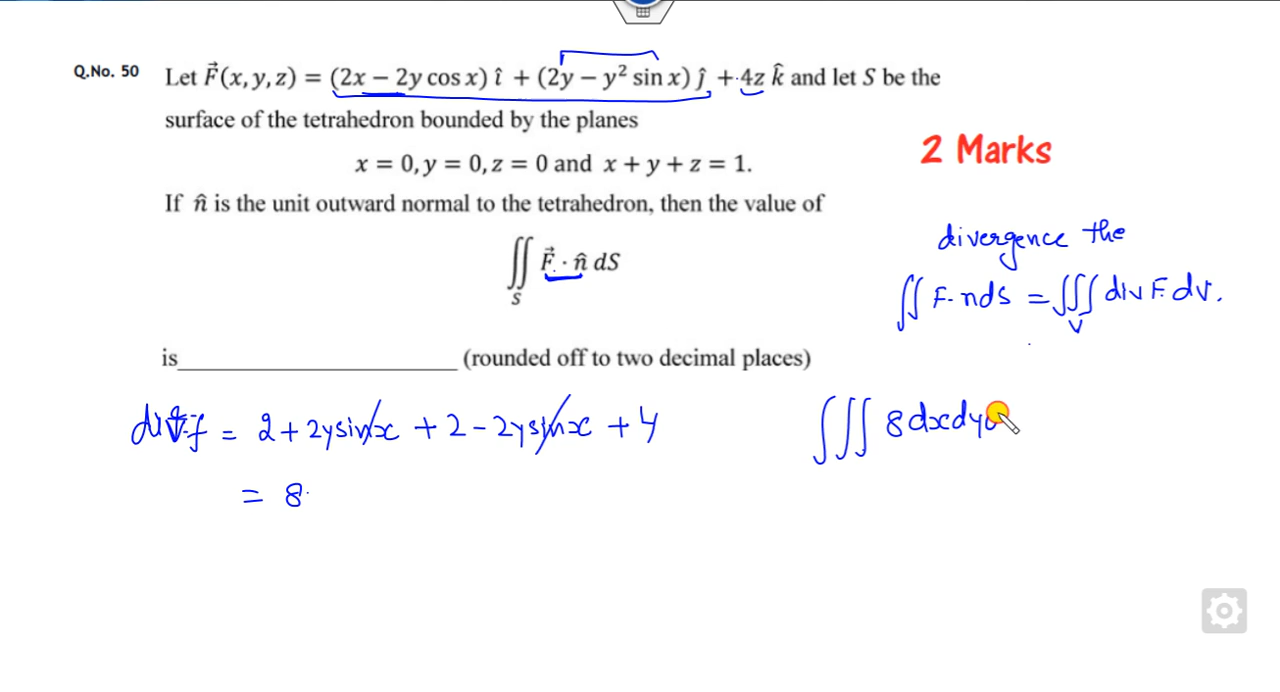 Q.No. 50 Let F⃗(x, y, z) = (2x − 2y cos x) î + (2y − y² sin x) ĵ + 4z k̂ and let S be the
surface of the tetrahedron bounded by the planes
x = 0, y = 0, z = 0 and x + y + z = 1.
2 Marks
If n̂ is the unit outward normal to the tetrahedron, then the value of
∬_S F⃗ · n̂ dS
divergence the
∬ F·nds = ∭_V div F·dv.
is____________________ (rounded off to two decimal places)
= 2 + 2y sin x + 2 − 2y sin x + 4
∭ 8 dx dy
= 8